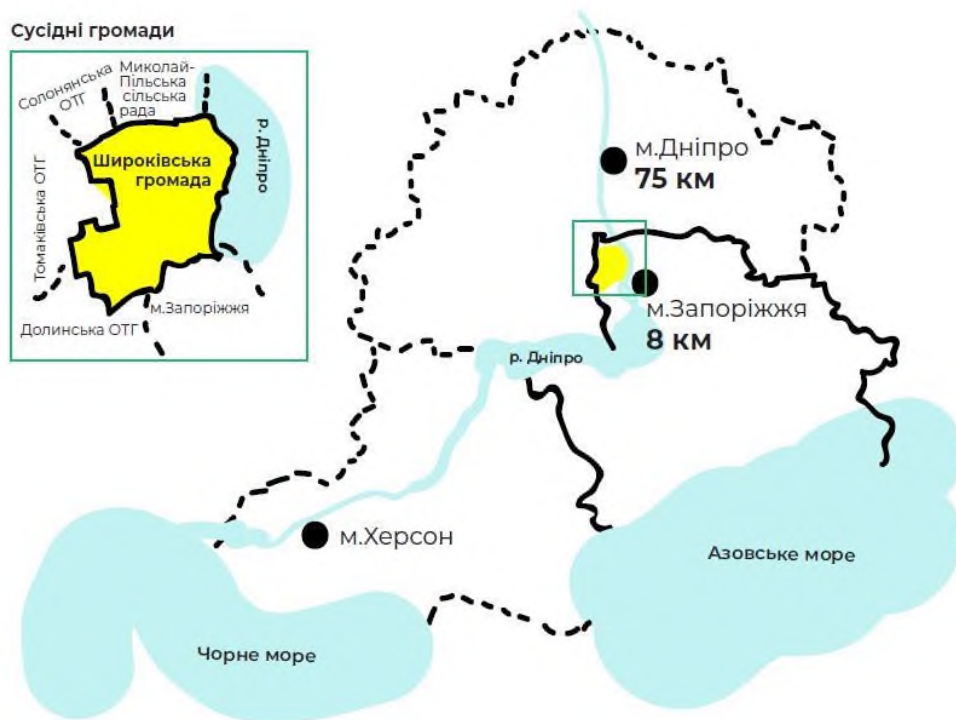 Сусідні громади
Солонянська
ОТГ
Миколай-
Пільська
сільська
рада
р. Дніпро
Широківська
громада
Томаківська ОТГ
м.Запоріжжя
Долинська ОТГ
м.Дніпро
75 км
м.Запоріжжя
8 км
р. Дніпро
м.Херсон
Азовське море
Чорне море